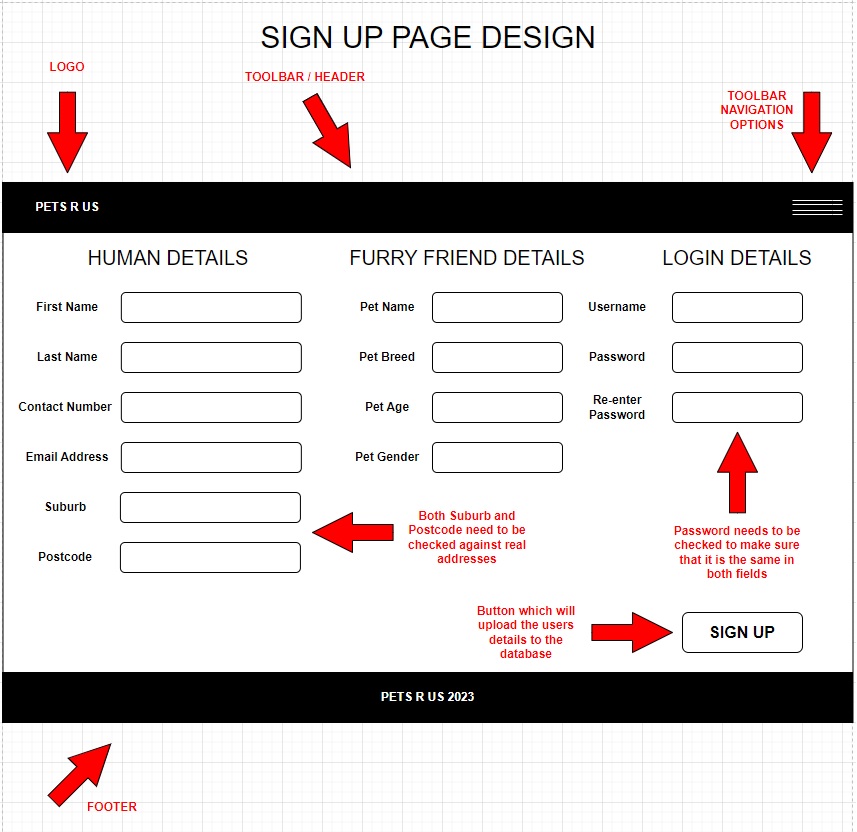 SIGN UP PAGE DESIGN
LOGO
TOOLBAR / HEADER
TOOLBAR
NAVIGATION
OPTIONS
PETS R US
HUMAN DETAILS
First Name
Last Name
Contact Number
Email Address
Suburb
Postcode
Both Suburb and
Postcode need to be
checked against real
addresses
FURRY FRIEND DETAILS
Pet Name
Pet Breed
Pet Age
Pet Gender
LOGIN DETAILS
Username
Password
Re-enter
Password
Password needs to be
checked to make sure
that it is the same in
both fields
Button which will
upload the users
details to the
database
SIGN UP
PETS R US 2023
FOOTER